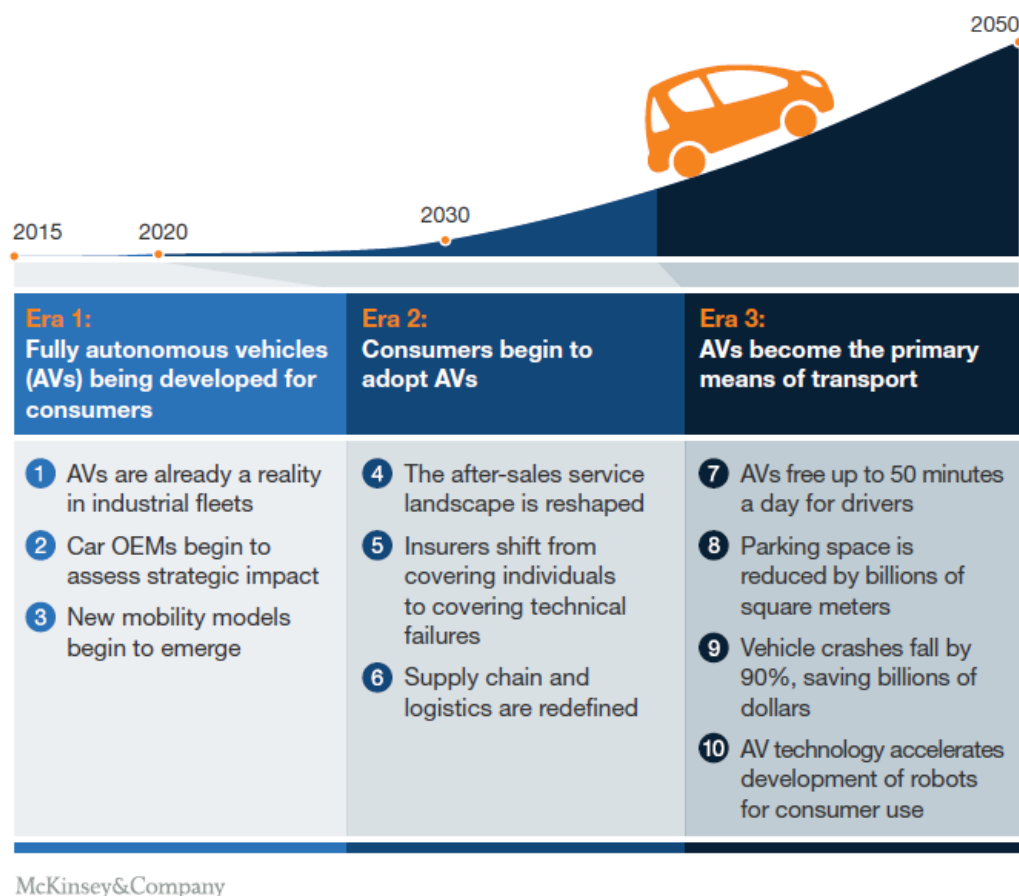 2050
2030
2015
2020
Era 1:
Fully autonomous vehicles
(AVs) being developed for
consumers
Era 2:
Consumers begin to
adopt AVs
Era 3:
AVs become the primary
means of transport
1 AVs are already a reality
in industrial fleets
2 Car OEMs begin to
assess strategic impact
3 New mobility models
begin to emerge
4 The after-sales service
landscape is reshaped
5 Insurers shift from
covering individuals
to covering technical
failures
6 Supply chain and
logistics are redefined
7 AVs free up to 50 minutes
a day for drivers
8 Parking space is
reduced by billions of
square meters
9 Vehicle crashes fall by
90%, saving billions of
dollars
10 AV technology accelerates
development of robots
for consumer use
McKinsey&Company